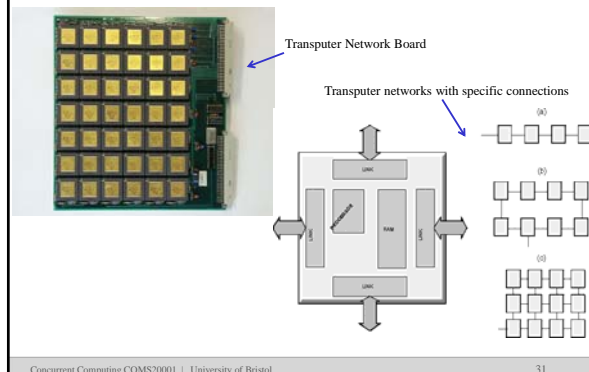 Transputer Network Board
Transputer networks with specific connections
(a)
LINK
(b)
LINK
PROCESSOR
RAM
LINK
(c)
LINK
Concurrent Computing COMS20001 | University of Bristol
31